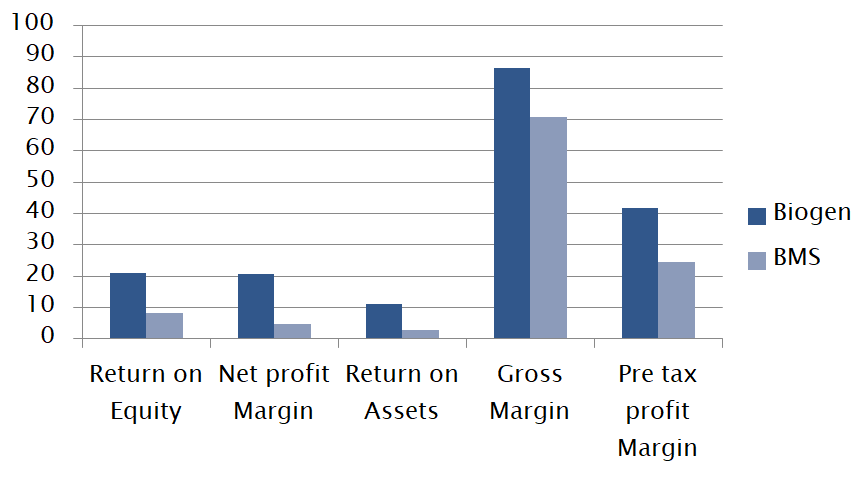 100
90
80
70
60
50
40
30
20
10
0
Return on
Equity
Net profit
Margin
Return on
Assets
Gross
Margin
Pre tax
profit
Margin
Biogen
BMS